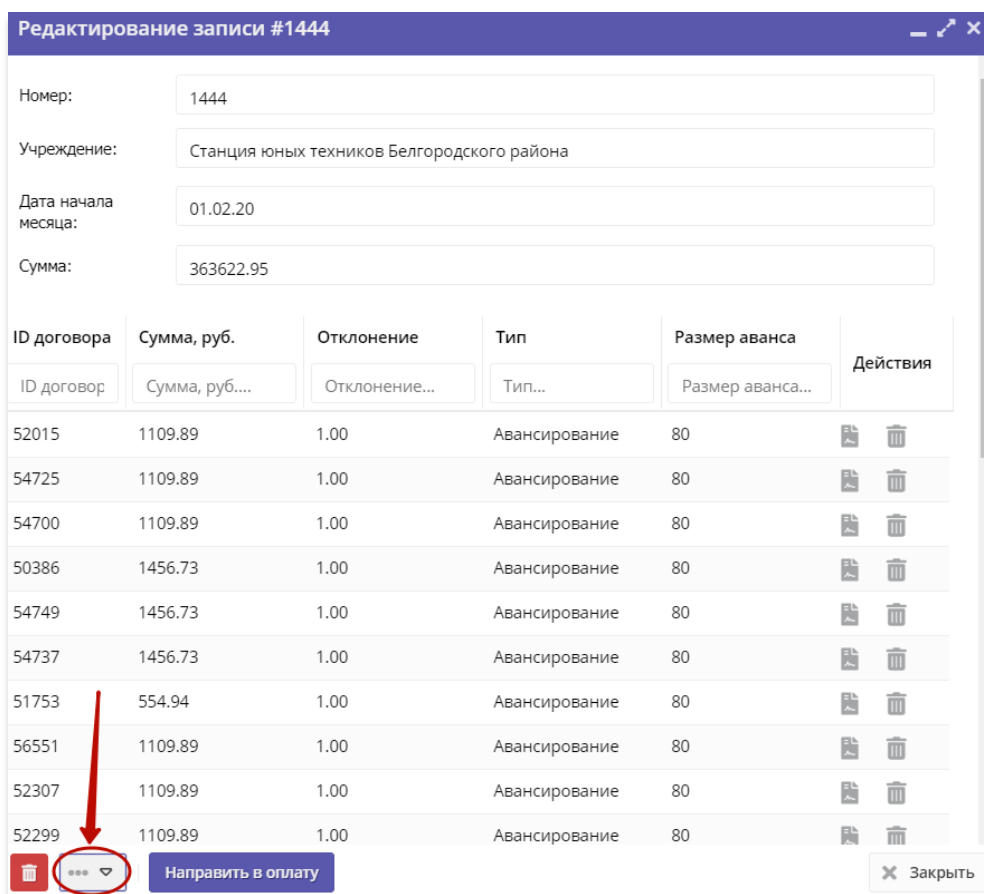 Редактирование записи #1444
Номер: 1444
Учреждение: Станция юных техников Белгородского района
Дата начала
месяца: 01.02.20
Сумма: 363622.95
ID договора Сумма, руб. Отклонение Тип Размер аванса Действия
ID договор Сумма, руб.... Отклонение... Тип... Размер аванса...
52015 1109.89 1.00 Авансирование 80
54725 1109.89 1.00 Авансирование 80
54700 1109.89 1.00 Авансирование 80
50386 1456.73 1.00 Авансирование 80
54749 1456.73 1.00 Авансирование 80
54737 1456.73 1.00 Авансирование 80
51753 554.94 1.00 Авансирование 80
56551 1109.89 1.00 Авансирование 80
52307 1109.89 1.00 Авансирование 80
52299 1109.89 1.00 Авансирование 80
Направить в оплату Закрыть